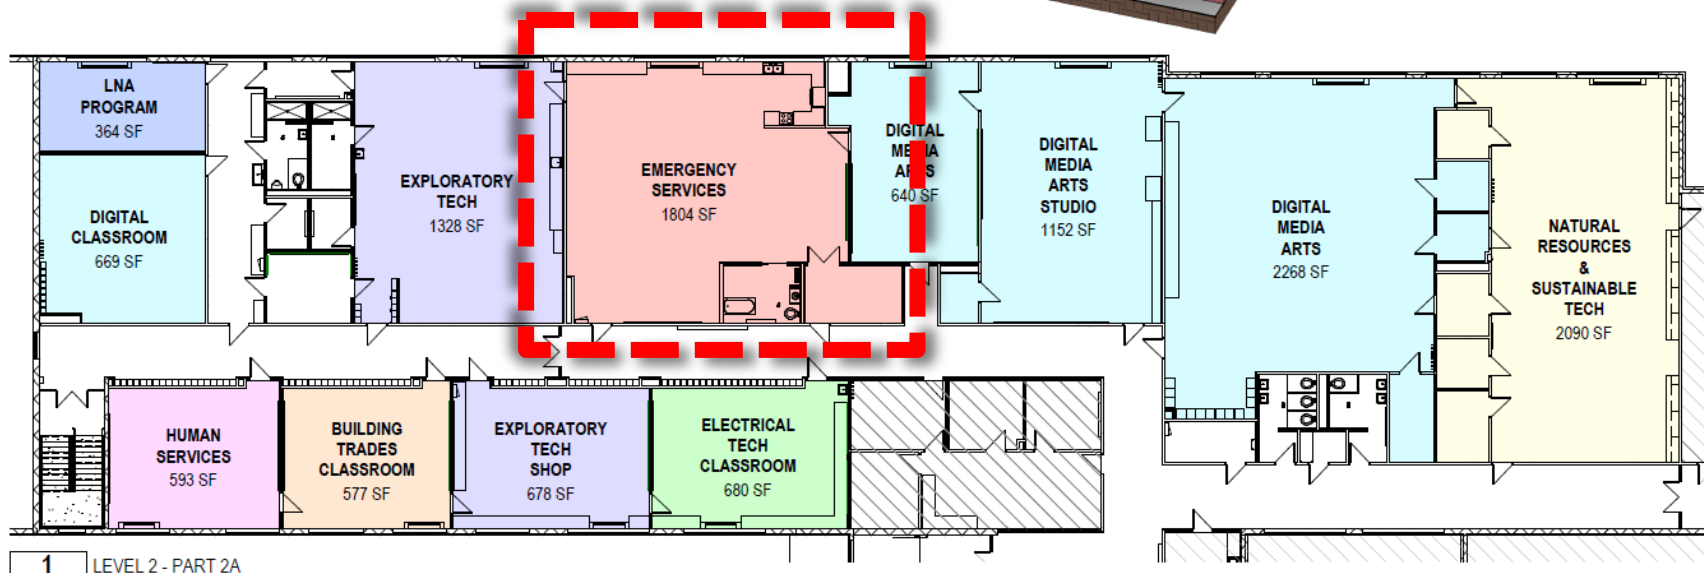 LNA
PROGRAM
364 SF
DIGITAL
CLASSROOM
669 SF
EXPLORATORY
TECH
1328 SF
EMERGENCY
SERVICES
1804 SF
DIGITAL
MEDIA
ARTS
640 SF
DIGITAL
MEDIA
ARTS
STUDIO
1152 SF
DIGITAL
MEDIA
ARTS
2268 SF
NATURAL
RESOURCES
&
SUSTAINABLE
TECH
2090 SF
HUMAN
SERVICES
593 SF
BUILDING
TRADES
CLASSROOM
577 SF
EXPLORATORY
TECH
SHOP
678 SF
ELECTRICAL
TECH
CLASSROOM
680 SF
1 LEVEL 2 - PART 2A